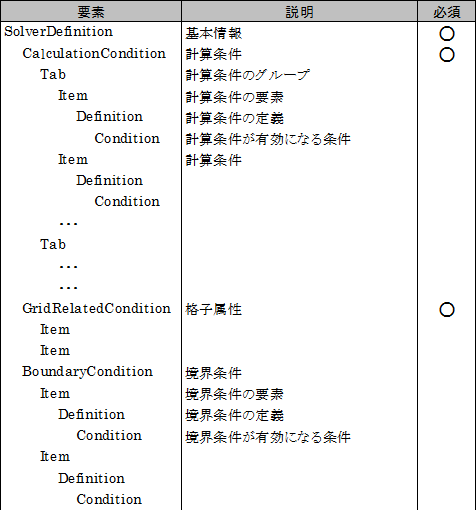 要素 説明 必須
SolverDefinition 基本情報 ○
CalculationCondition 計算条件 ○
Tab 計算条件のグループ
Item 計算条件の要素
Definition 計算条件の定義
Condition 計算条件が有効になる条件
Item 計算条件
Definition
Condition
・・・
Tab
・・・
・・・
GridRelatedCondition 格子属性 ○
Item
Item
BoundaryCondition 境界条件
Item 境界条件の要素
Definition 境界条件の定義
Condition 境界条件が有効になる条件
Item
Definition
Condition